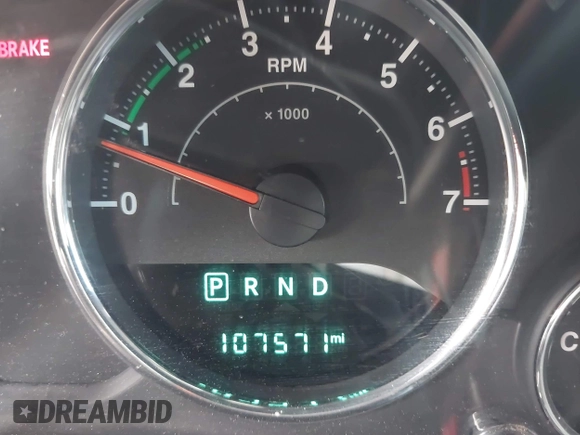 BRAKE
0 1 2 3 4 5 6 7
RPM
x 1000
P R N D
107571 mi
C
DREAMBID